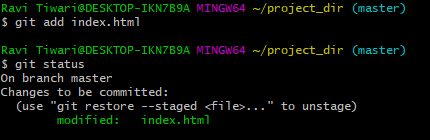 Ravi Tiwari@DESKTOP-IKN7B9A MINGW64 ~/project_dir (master)
$ git add index.html
Ravi Tiwari@DESKTOP-IKN7B9A MINGW64 ~/project_dir (master)
$ git status
On branch master
Changes to be committed:
  (use "git restore --staged <file>..." to unstage)
        modified:   index.html